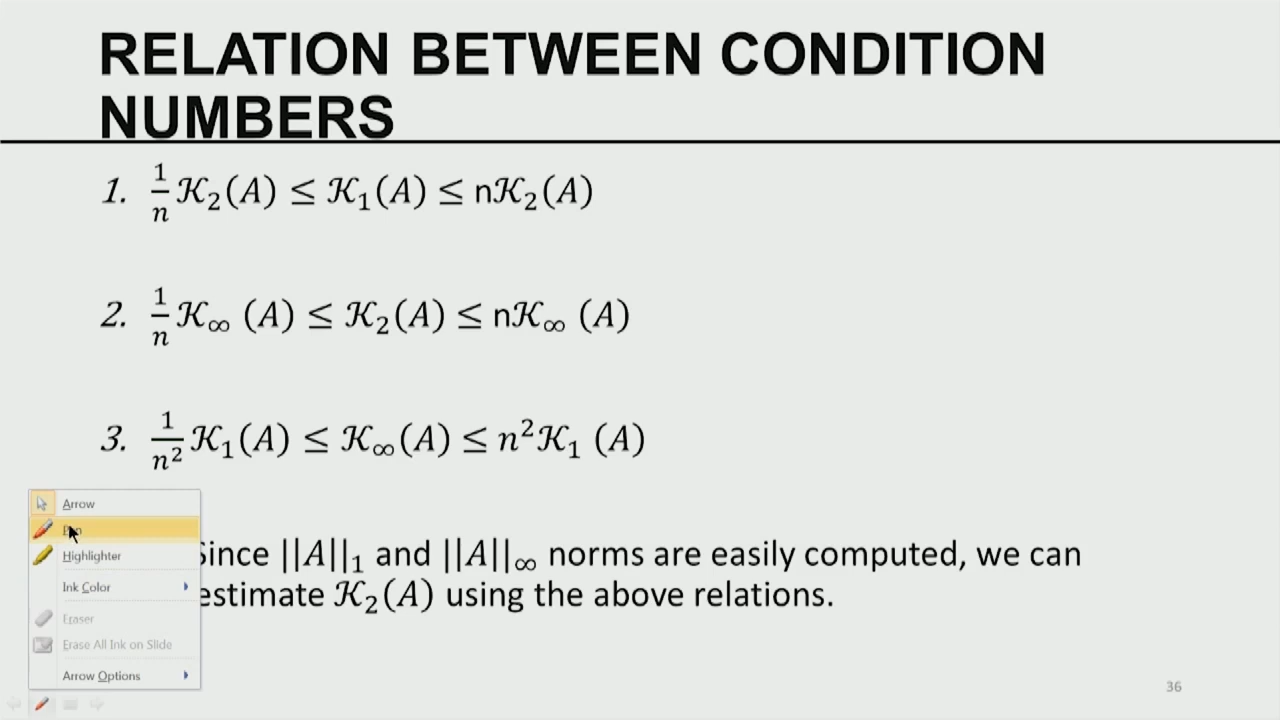 RELATION BETWEEN CONDITION
NUMBERS
1. 1/n 𝒦₂(A) ≤ 𝒦₁(A) ≤ n𝒦₂(A)
2. 1/n 𝒦∞ (A) ≤ 𝒦₂(A) ≤ n𝒦∞ (A)
3. 1/n² 𝒦₁(A) ≤ 𝒦∞(A) ≤ n²𝒦₁ (A)
Since ||A||₁ and ||A||∞ norms are easily computed, we can
estimate 𝒦₂(A) using the above relations.
Arrow
Pen
Highlighter
Ink Color
Eraser
Erase All Ink on Slide
Arrow Options
36